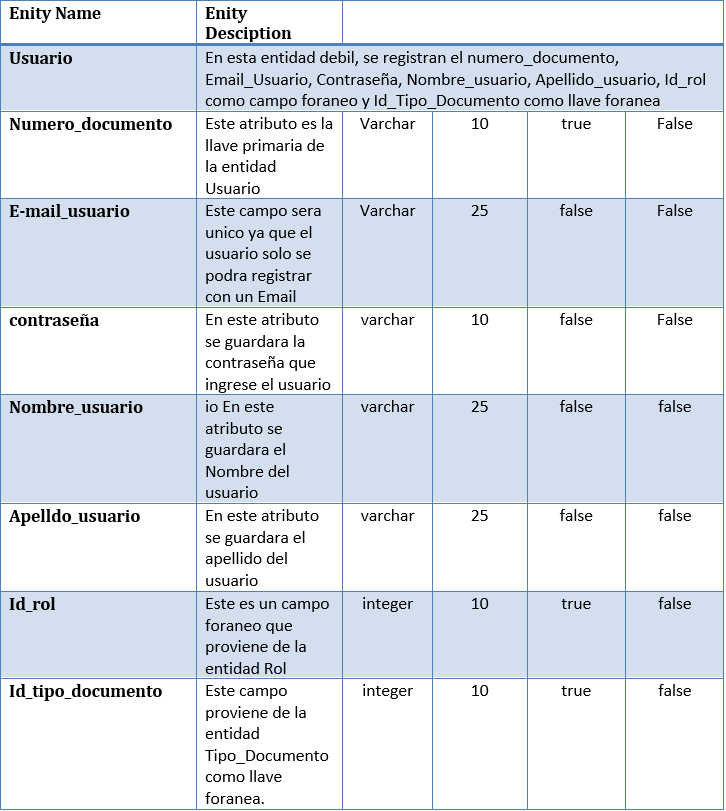 Enity Name
Enity
Desciption
Usuario
En esta entidad debil, se registran el numero_documento,
Email_Usuario, Contraseña, Nombre_usuario, Apellido_usuario, Id_rol
como campo foraneo y Id_Tipo_Documento como llave foranea
Numero_documento
Este atributo es la
llave primaria de
la entidad
Usuario
Varchar
10
true
False
E-mail_usuario
Este campo sera
unico ya que el
usuario solo se
podra registrar
con un Email
Varchar
25
false
False
contraseña
En este atributo
se guardara la
contraseña que
ingrese el usuario
varchar
10
false
False
Nombre_usuario
io En este
atributo se
guardara el
Nombre del
usuario
varchar
25
false
false
Apelldo_usuario
En este atributo
se guardara el
apellido del
usuario
varchar
25
false
false
Id_rol
Este es un campo
foraneo que
proviene de la
entidad Rol
integer
10
true
false
Id_tipo_documento
Este campo
proviene de la
entidad
Tipo_Documento
como llave
foranea.
integer
10
true
false